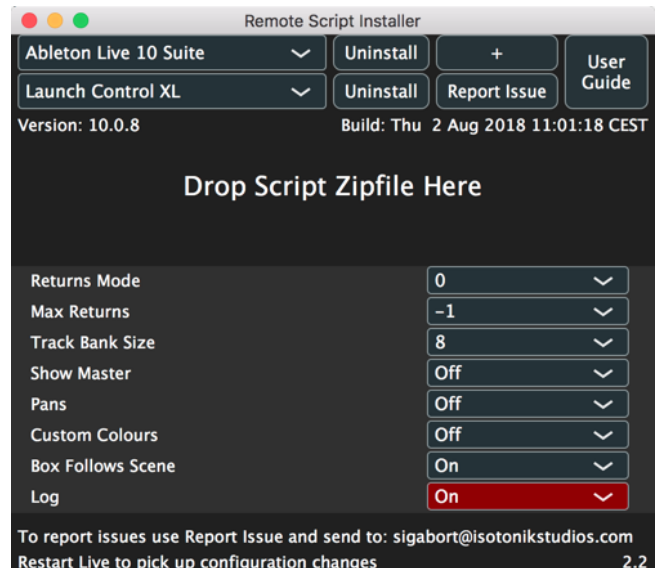 Remote Script Installer
Ableton Live 10 Suite Uninstall + User Guide
Launch Control XL Uninstall Report Issue
Version: 10.0.8 Build: Thu 2 Aug 2018 11:01:18 CEST
Drop Script Zipfile Here
Returns Mode 0
Max Returns -1
Track Bank Size 8
Show Master Off
Pans Off
Custom Colours Off
Box Follows Scene On
Log On
To report issues use Report Issue and send to: sigabort@isotonikstudios.com
Restart Live to pick up configuration changes 2.2